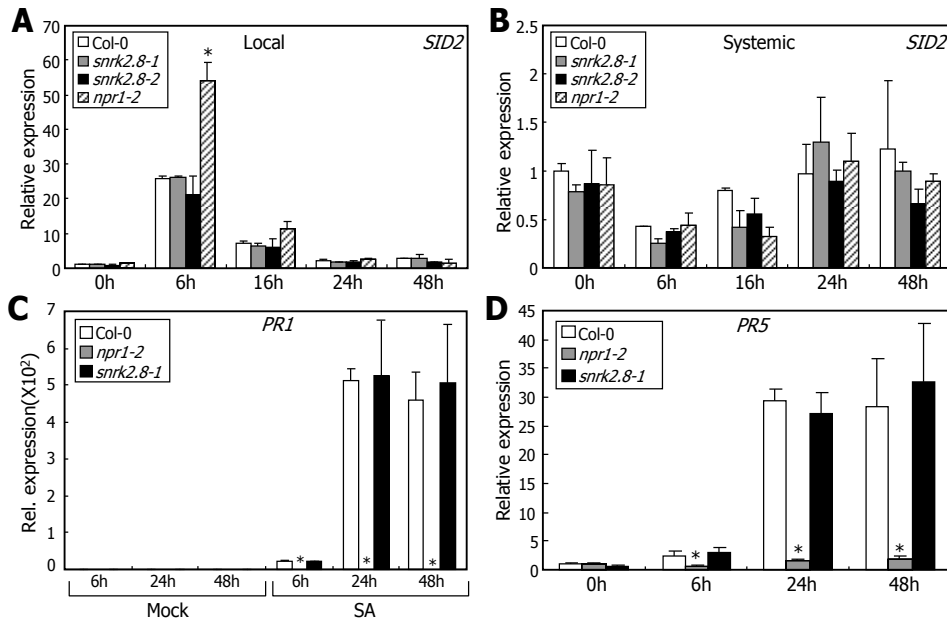 A
Local
SID2
Col-0
snrk2.8-1
snrk2.8-2
npr1-2
*
Relative expression
70
60
50
40
30
20
10
0
0h
6h
16h
24h
48h
B
Systemic
SID2
Col-0
snrk2.8-1
snrk2.8-2
npr1-2
Relative expression
2.5
2
1.5
1
0.5
0
0h
6h
16h
24h
48h
C
PR1
Col-0
npr1-2
snrk2.8-1
Rel. expression(X10²)
7
6
5
4
3
2
1
0
* * *
6h 24h 48h 6h 24h 48h
Mock SA
D
PR5
Col-0
npr1-2
snrk2.8-1
Relative expression
45
40
35
30
25
20
15
10
5
0
* * *
0h
6h
24h
48h